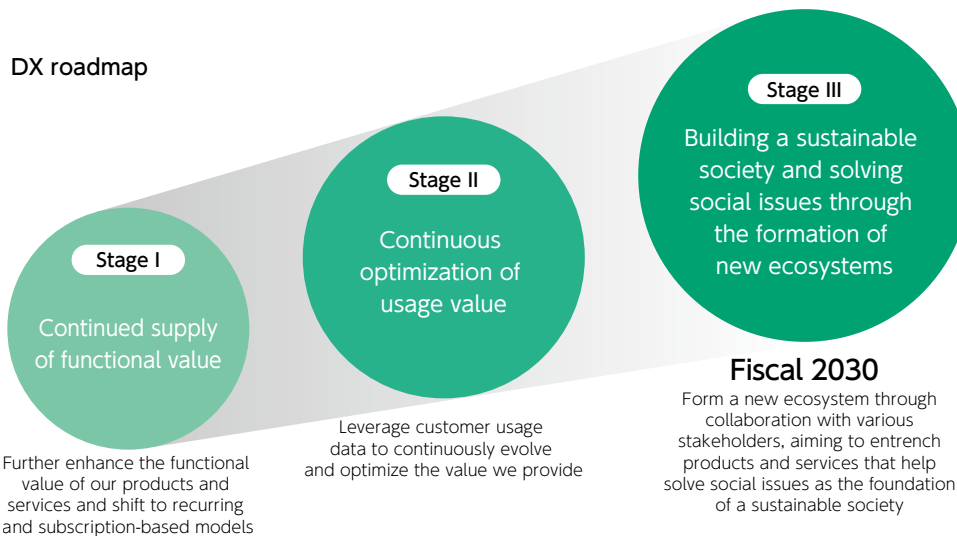 DX roadmap
Stage I
Continued supply
of functional value
Further enhance the functional
value of our products and
services and shift to recurring
and subscription-based models
Stage II
Continuous
optimization of
usage value
Leverage customer usage
data to continuously evolve
and optimize the value we provide
Stage III
Building a sustainable
society and solving
social issues through
the formation of
new ecosystems
Fiscal 2030
Form a new ecosystem through
collaboration with various
stakeholders, aiming to entrench
products and services that help
solve social issues as the foundation
of a sustainable society